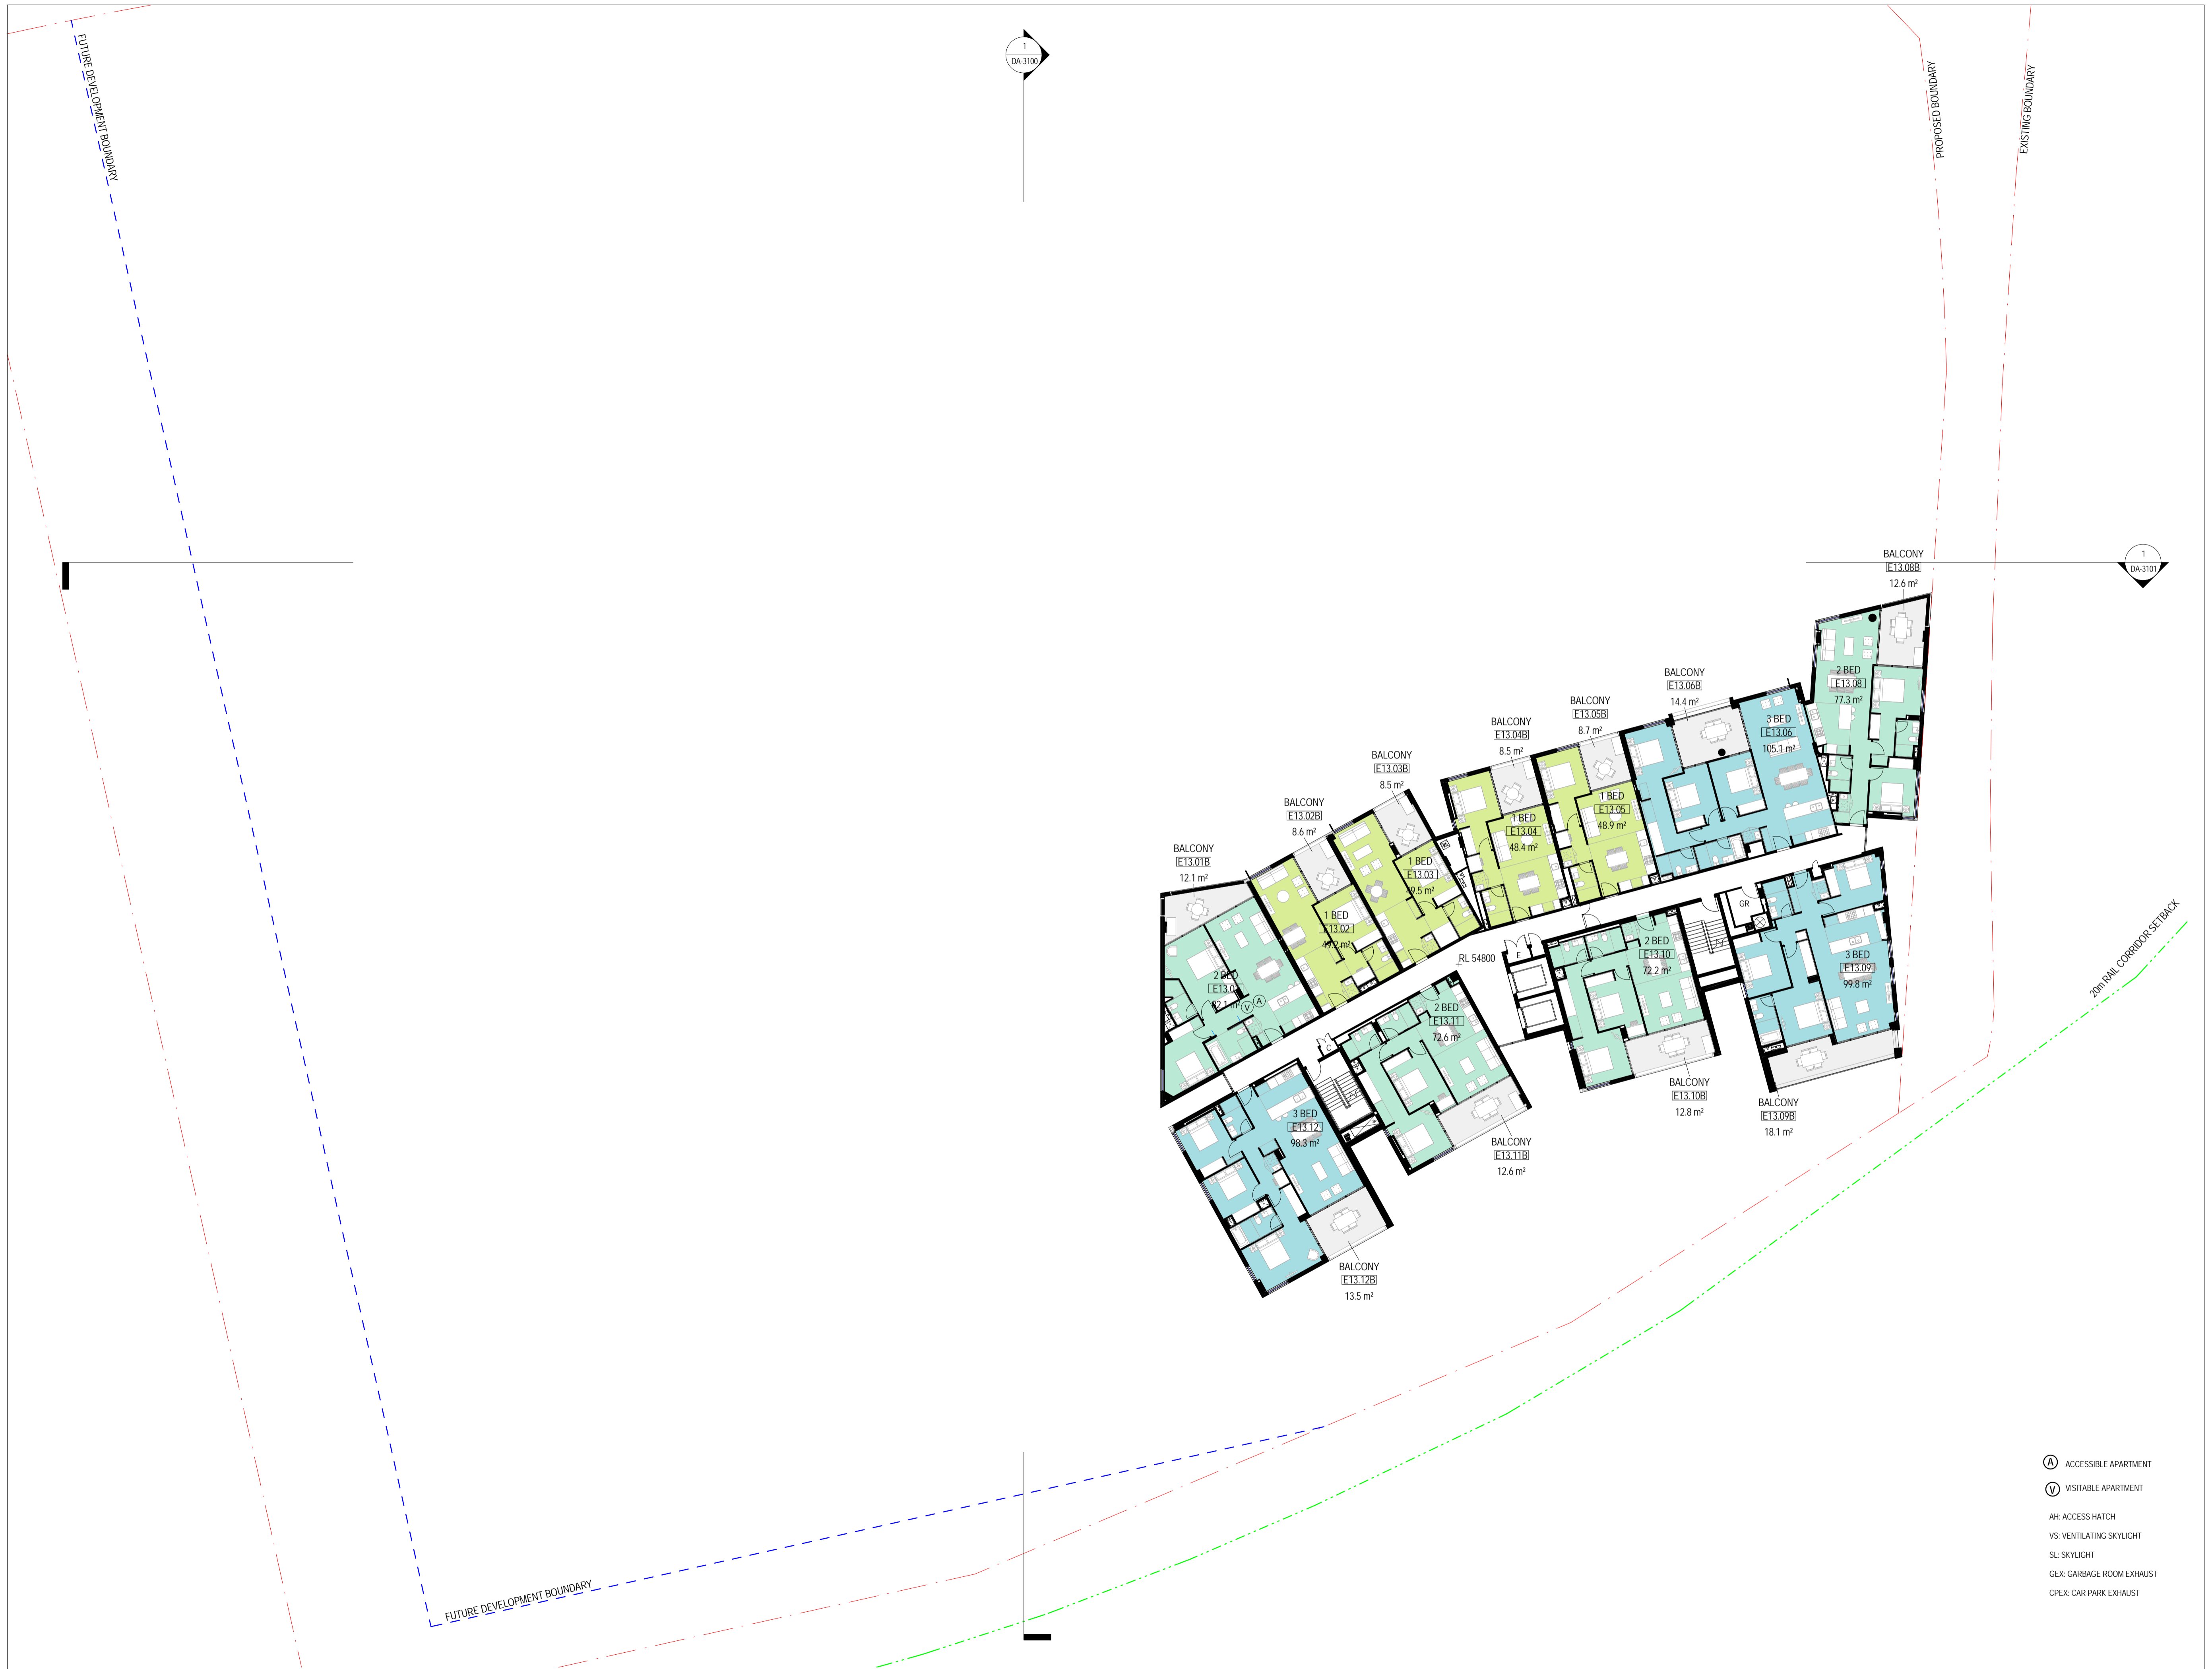 FUTURE DEVELOPMENT BOUNDARY
1
DA-3100
PROPOSED BOUNDARY
EXISTING BOUNDARY
1
DA-3101
BALCONY
E13.08B
12.6 m²
2 BED
E13.08
77.3 m²
BALCONY
E13.06B
14.4 m²
3 BED
E13.06
105.1 m²
BALCONY
E13.05B
8.7 m²
1 BED
E13.05
48.9 m²
BALCONY
E13.04B
8.5 m²
1 BED
E13.04
48.4 m²
BALCONY
E13.03B
8.5 m²
1 BED
E13.03
49.5 m²
BALCONY
E13.02B
8.6 m²
1 BED
E13.02
BALCONY
E13.01B
12.1 m²
2 BED
A
V
RL 54800
E
C
GR
2 BED
E13.10
72.2 m²
3 BED
E13.09
99.8 m²
2 BED
E13.11
72.6 m²
3 BED
E13.12
98.3 m²
BALCONY
E13.10B
12.8 m²
BALCONY
E13.09B
18.1 m²
BALCONY
E13.11B
12.6 m²
BALCONY
E13.12B
13.5 m²
20m RAIL CORRIDOR SETBACK
FUTURE DEVELOPMENT BOUNDARY
A ACCESSIBLE APARTMENT
V VISITABLE APARTMENT
AH: ACCESS HATCH
VS: VENTILATING SKYLIGHT
SL: SKYLIGHT
GEX: GARBAGE ROOM EXHAUST
CPEX: CAR PARK EXHAUST